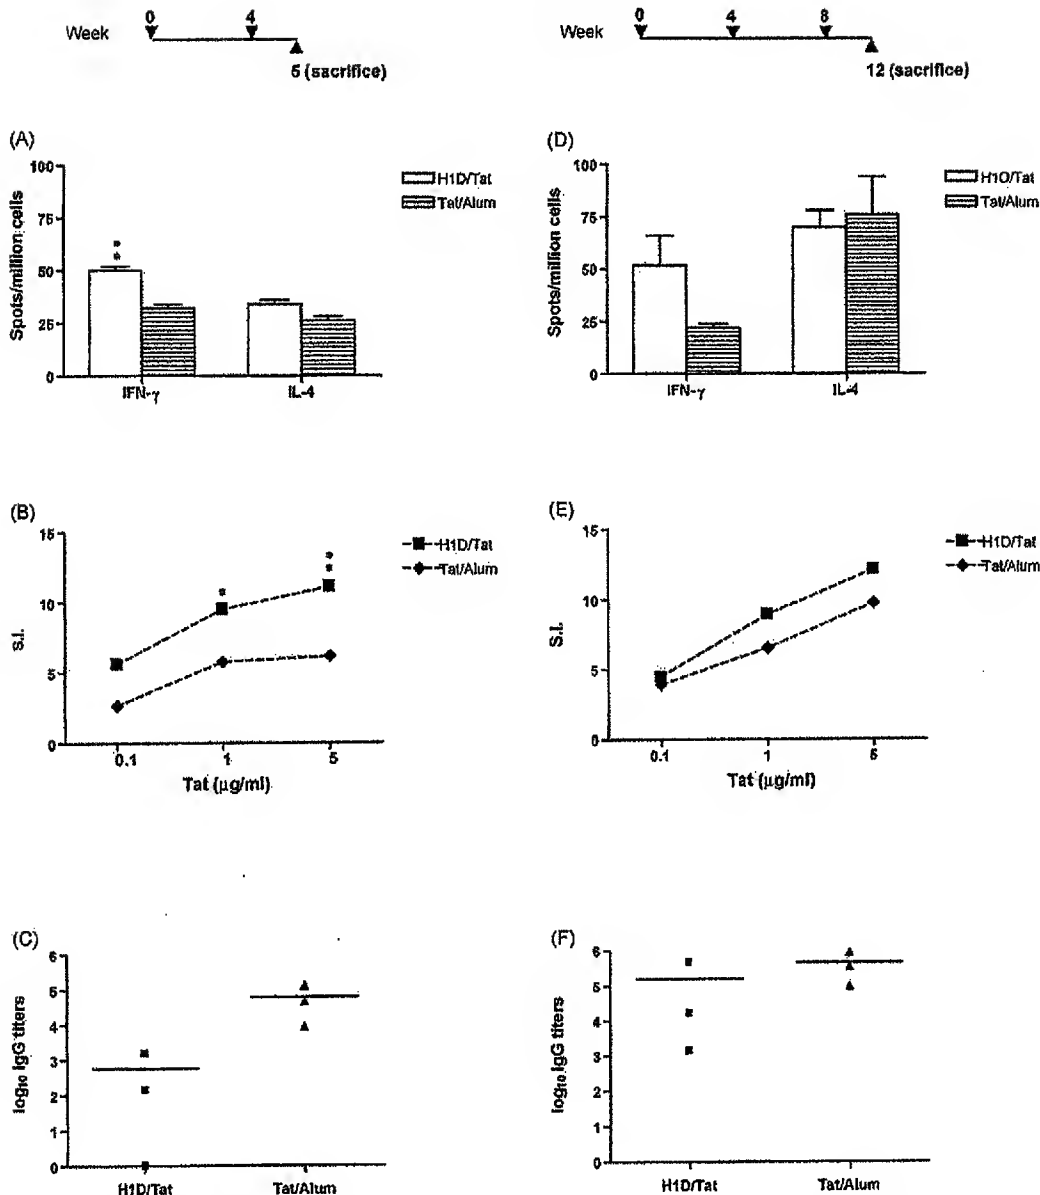 Week 0 4
5 (sacrifice)
Week 0 4 8
12 (sacrifice)
(A)
Spots/million cells
100
75
50
25
0
**
IFN-γ
IL-4
H1D/Tat
Tat/Alum
(D)
Spots/million cells
100
75
50
25
0
IFN-γ
IL-4
H1O/Tat
Tat/Alum
(B)
S.I.
15
10
5
0
*
**
0.1
1
5
Tat (μg/ml)
H1D/Tat
Tat/Alum
(E)
S.I.
15
10
5
0
0.1
1
5
Tat (μg/ml)
H1D/Tat
Tat/Alum
(C)
log₁₀ IgG titers
6
5
4
3
2
1
0
H1D/Tat
Tat/Alum
(F)
log₁₀ IgG titers
6
5
4
3
2
1
0
H1D/Tat
Tat/Alum